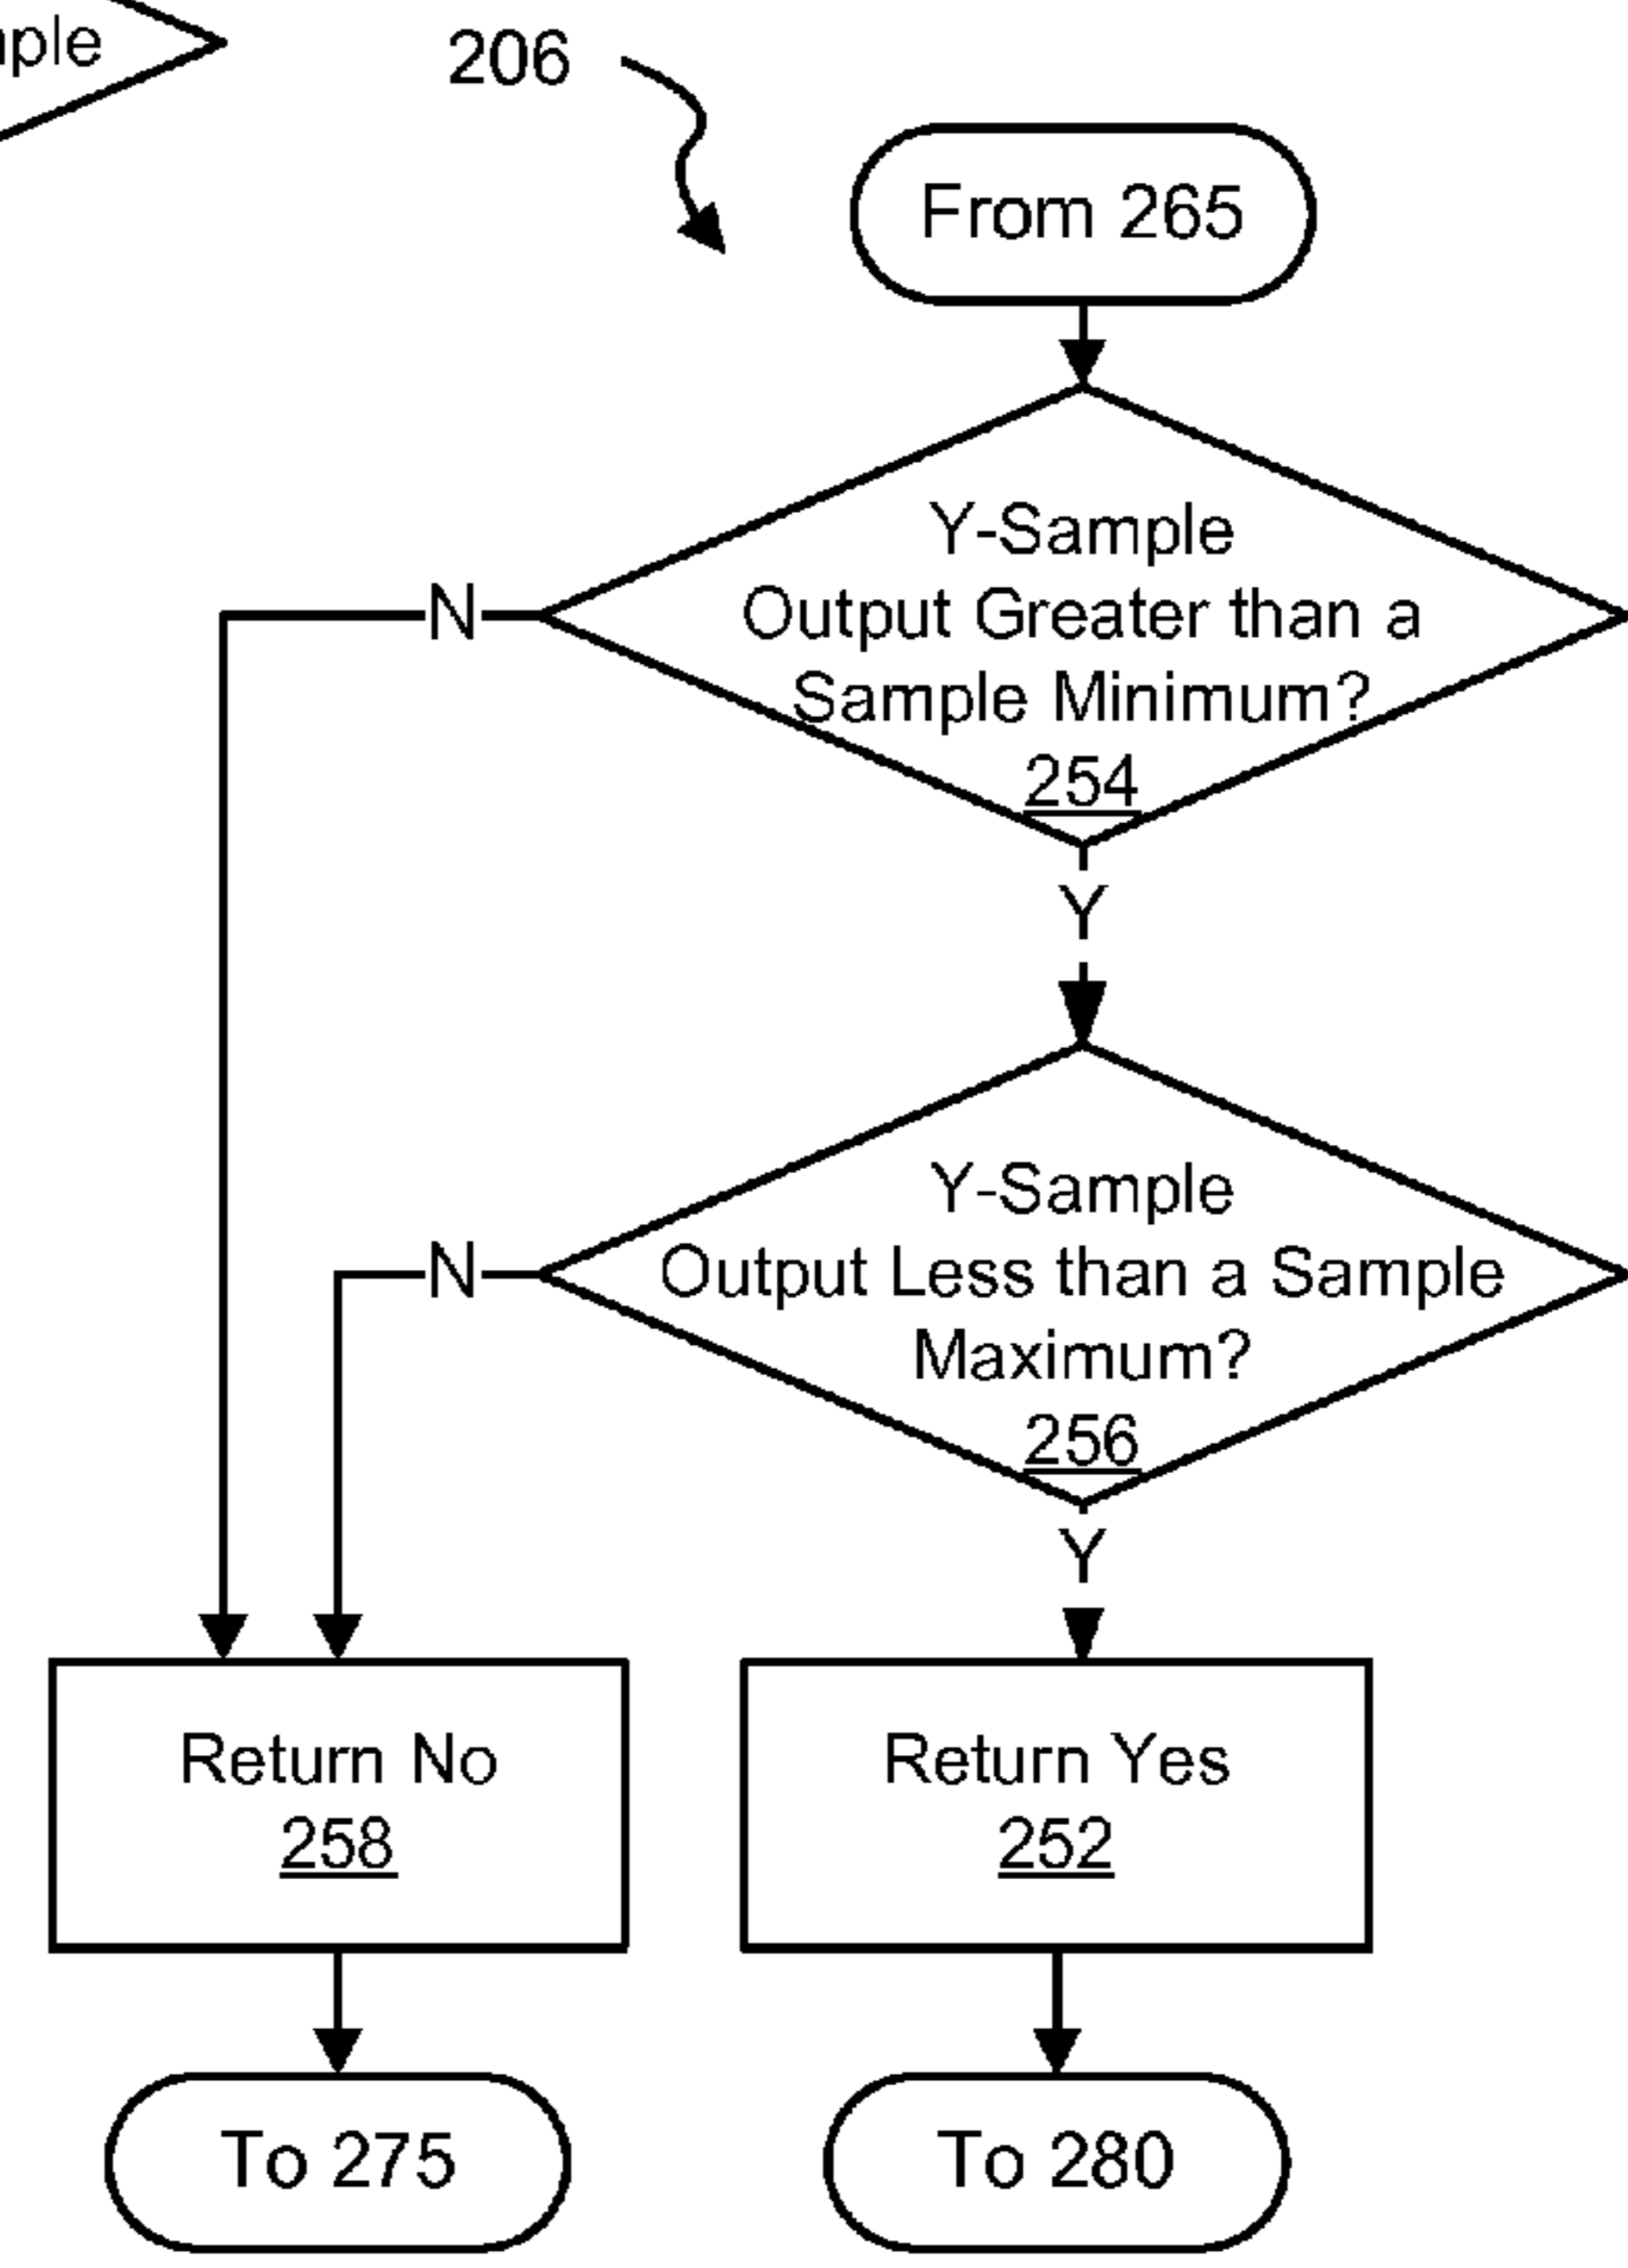 206
From 265
Y-Sample
Output Greater than a
Sample Minimum?
254
N
Y
Y-Sample
Output Less than a Sample
Maximum?
256
N
Y
Return No
258
Return Yes
252
To 275
To 280